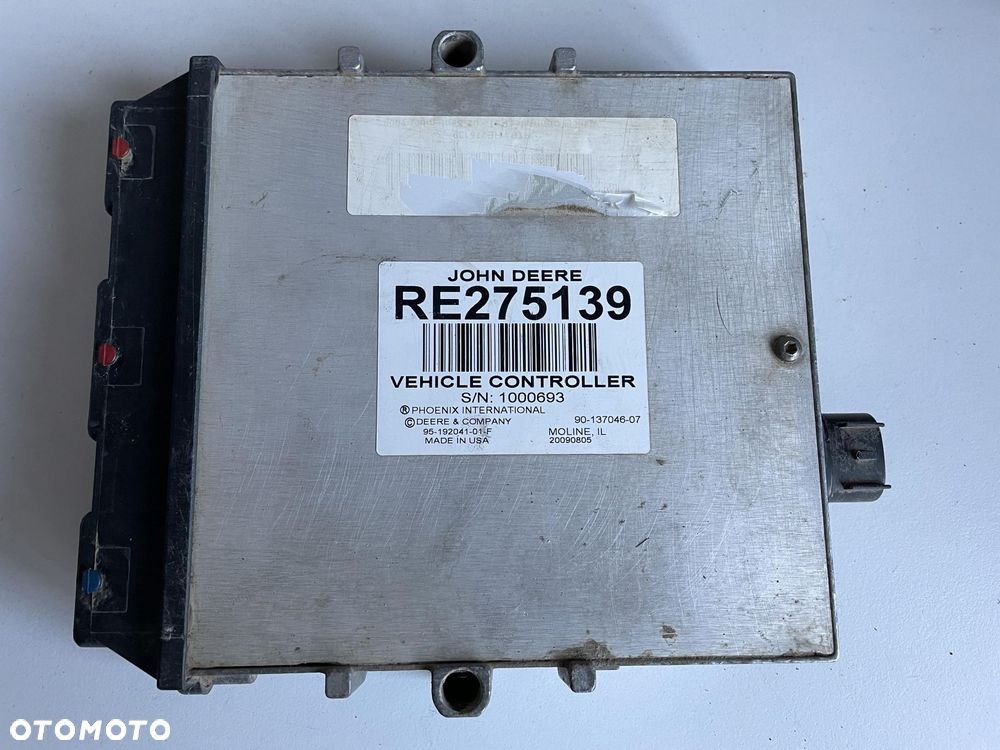 JOHN DEERE
RE275139
VEHICLE CONTROLLER
S/N: 1000693
® PHOENIX INTERNATIONAL
© DEERE & COMPANY 90-137046-07
95-192041-01-F MOLINE, IL
MADE IN USA 20090805
OTOMOTO